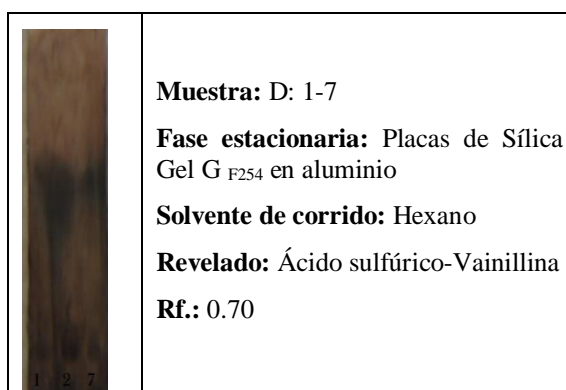 Muestra: D: 1-7
Fase estacionaria: Placas de Sílica
Gel G F254 en aluminio
Solvente de corrido: Hexano
Revelado: Ácido sulfúrico-Vainillina
Rf.: 0.70
1 2 7